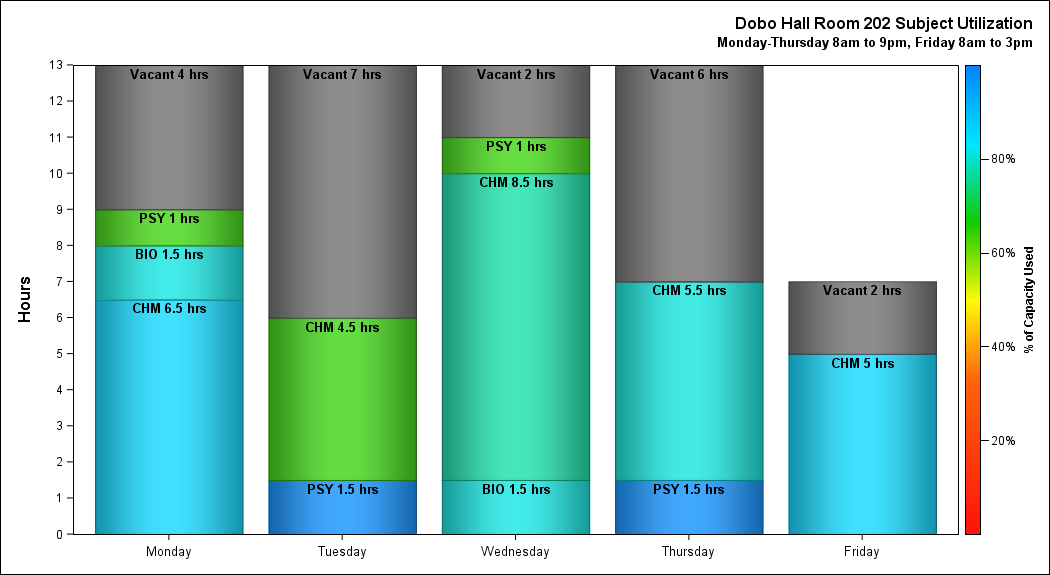 Dobo Hall Room 202 Subject Utilization
Monday-Thursday 8am to 9pm, Friday 8am to 3pm
Hours
13
12
11
10
9
8
7
6
5
4
3
2
1
0
Vacant 4 hrs
PSY 1 hrs
BIO 1.5 hrs
CHM 6.5 hrs
Vacant 7 hrs
CHM 4.5 hrs
PSY 1.5 hrs
Vacant 2 hrs
PSY 1 hrs
CHM 8.5 hrs
BIO 1.5 hrs
Vacant 6 hrs
CHM 5.5 hrs
PSY 1.5 hrs
Vacant 2 hrs
CHM 5 hrs
Monday
Tuesday
Wednesday
Thursday
Friday
80%
60%
40%
20%
% of Capacity Used